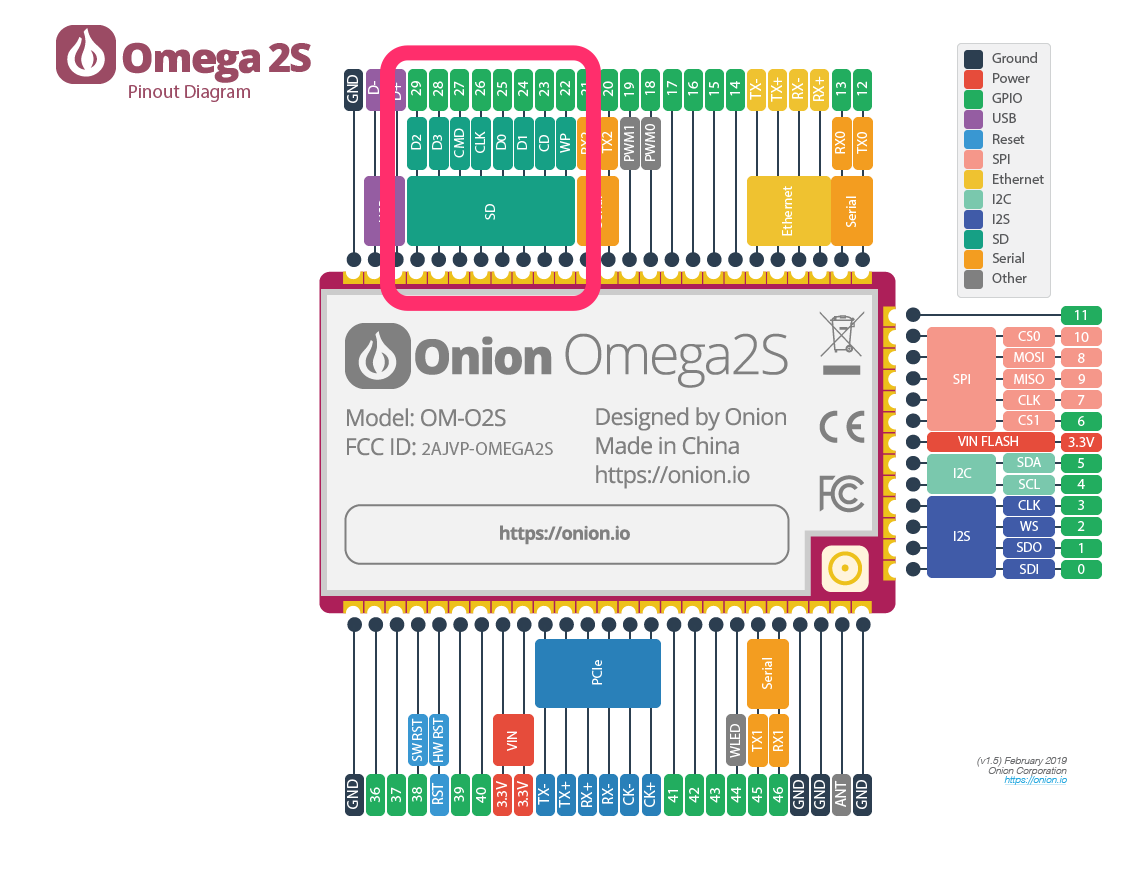 Omega 2S
Pinout Diagram
GND D- D+ 29 28 27 26 25 24 23 22 21 20 19 18 17 16 15 14 TX- TX+ RX- RX+ 13 12
D2 D3 CMD CLK D0 D1 CD WP RX2 TX2 PWM1 PWM0 RX0 TX0
SD Ethernet Serial
Ground
Power
GPIO
USB
Reset
SPI
Ethernet
I2C
I2S
SD
Serial
Other
Onion Omega2S
Model: OM-O2S
FCC ID: 2AJVP-OMEGA2S
Designed by Onion
Made in China
https://onion.io
CE
FC
https://onion.io
11
SPI
CS0 10
MOSI 8
MISO 9
CLK 7
CS1 6
VIN FLASH 3.3V
I2C
SDA 5
SCL 4
I2S
CLK 3
WS 2
SDO 1
SDI 0
PCIe Serial
SW RST HW RST VIN WLED TX1 RX1
GND 36 37 38 RST 39 40 3.3V 3.3V TX- TX+ RX+ RX- CK- CK+ 41 42 43 44 45 46 GND GND ANT GND
(v1.5) February 2019
Onion Corporation
https://onion.io